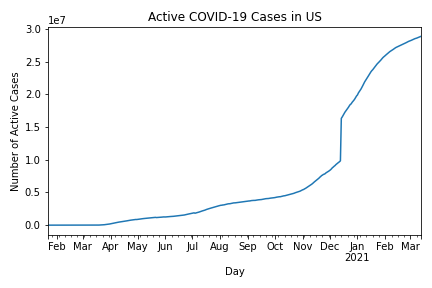 Active COVID-19 Cases in US
1e7
3.0
2.5
2.0
1.5
1.0
0.5
0.0
Number of Active Cases
Feb Mar Apr May Jun Jul Aug Sep Oct Nov Dec Jan Feb Mar
2021
Day